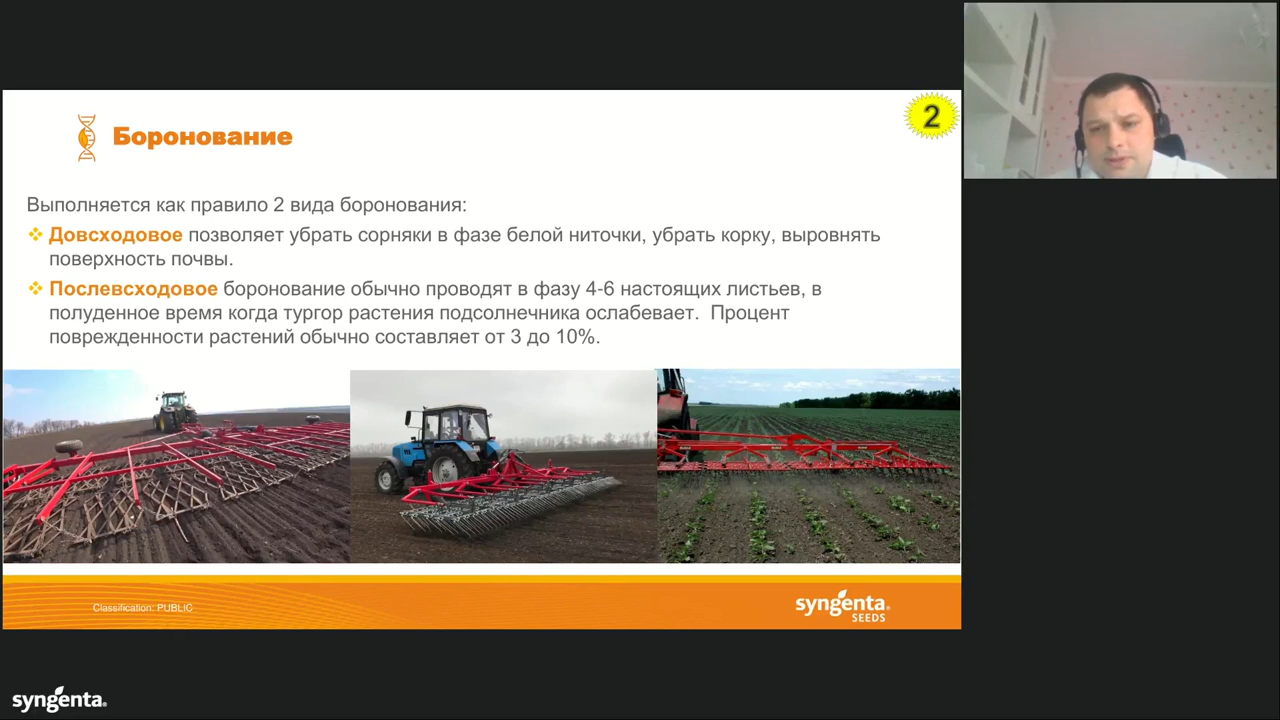 2
Боронование
Выполняется как правило 2 вида боронования:
Довсходовое позволяет убрать сорняки в фазе белой ниточки, убрать корку, выровнять
поверхность почвы.
Послевсходовое боронование обычно проводят в фазу 4-6 настоящих листьев, в
полуденное время когда тургор растения подсолнечника ослабевает.  Процент
поврежденности растений обычно составляет от 3 до 10%.
Classification: PUBLIC
syngenta®
SEEDS
syngenta®